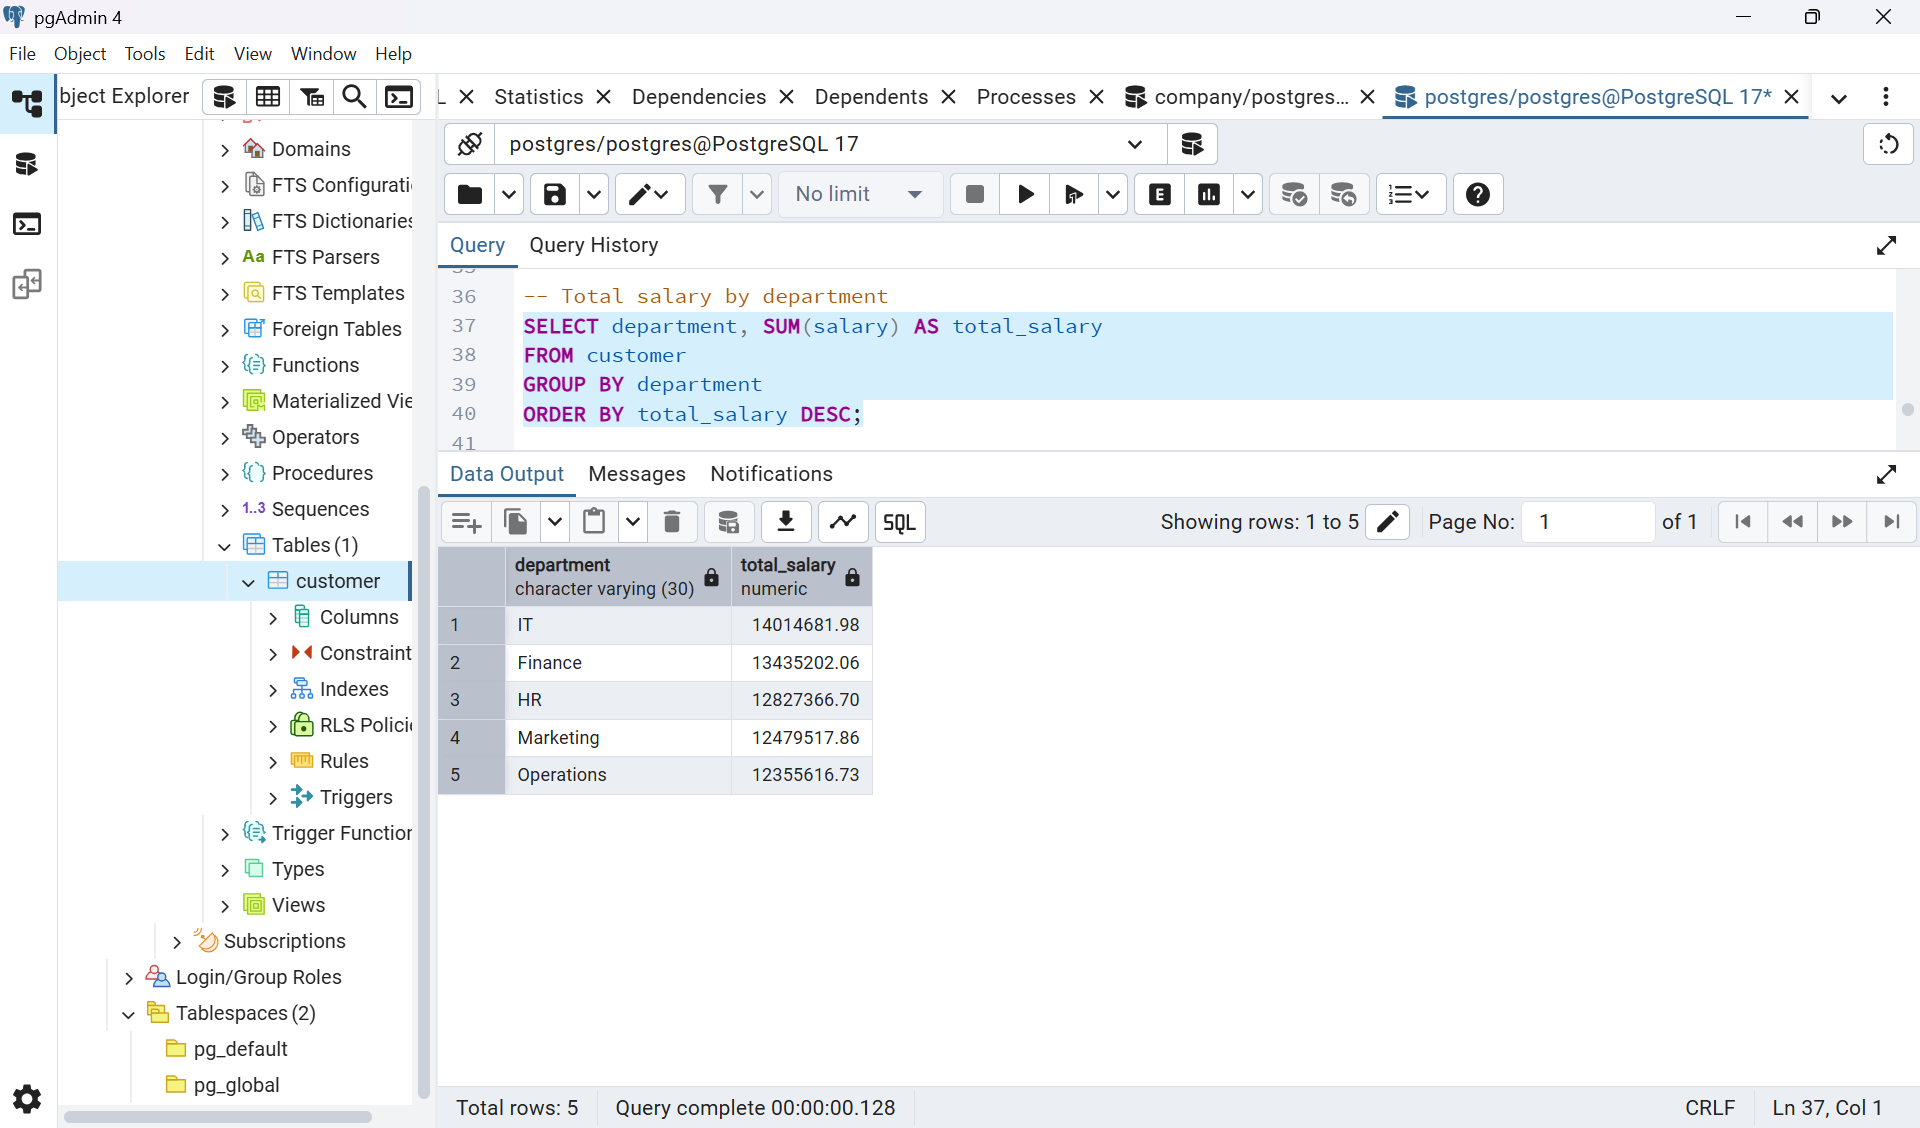 pgAdmin 4
File Object Tools Edit View Window Help
bject Explorer
Statistics Dependencies Dependents Processes company/postgres... postgres/postgres@PostgreSQL 17*
postgres/postgres@PostgreSQL 17
No limit
E
Query Query History
36 -- Total salary by department
37 SELECT department, SUM(salary) AS total_salary
38 FROM customer
39 GROUP BY department
40 ORDER BY total_salary DESC;
41
Data Output Messages Notifications
SQL Showing rows: 1 to 5 Page No: 1 of 1
department total_salary
character varying (30) numeric
1 IT 14014681.98
2 Finance 13435202.06
3 HR 12827366.70
4 Marketing 12479517.86
5 Operations 12355616.73
Domains
FTS Configurati
FTS Dictionaries
Aa FTS Parsers
FTS Templates
Foreign Tables
Functions
Materialized Vie
Operators
Procedures
1..3 Sequences
Tables (1)
customer
Columns
Constraint
Indexes
RLS Polici
Rules
Triggers
Trigger Function
Types
Views
Subscriptions
Login/Group Roles
Tablespaces (2)
pg_default
pg_global
Total rows: 5 Query complete 00:00:00.128 CRLF Ln 37, Col 1